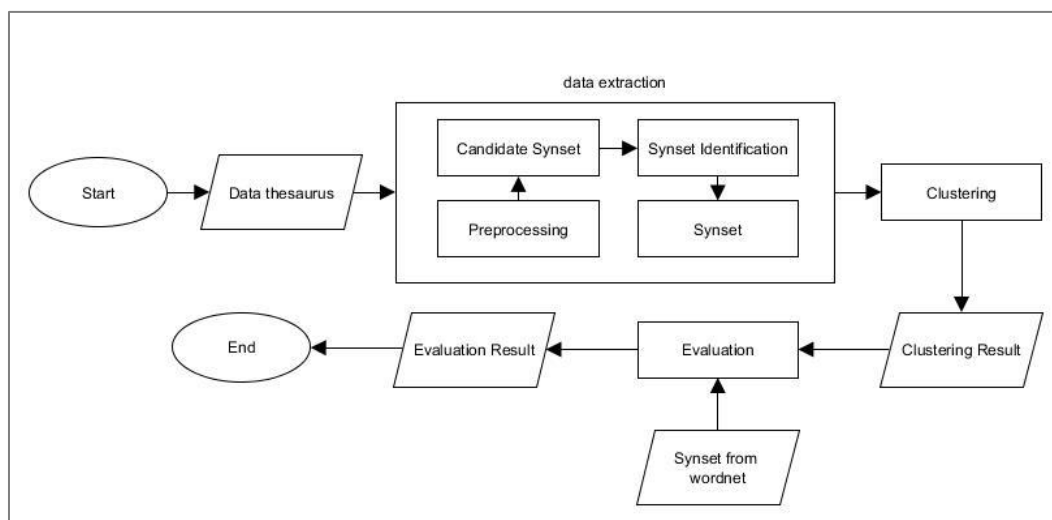 data extraction
Candidate Synset
Synset Identification
Start
Data thesaurus
Preprocessing
Synset
Clustering
End
Evaluation Result
Evaluation
Clustering Result
Synset from
wordnet